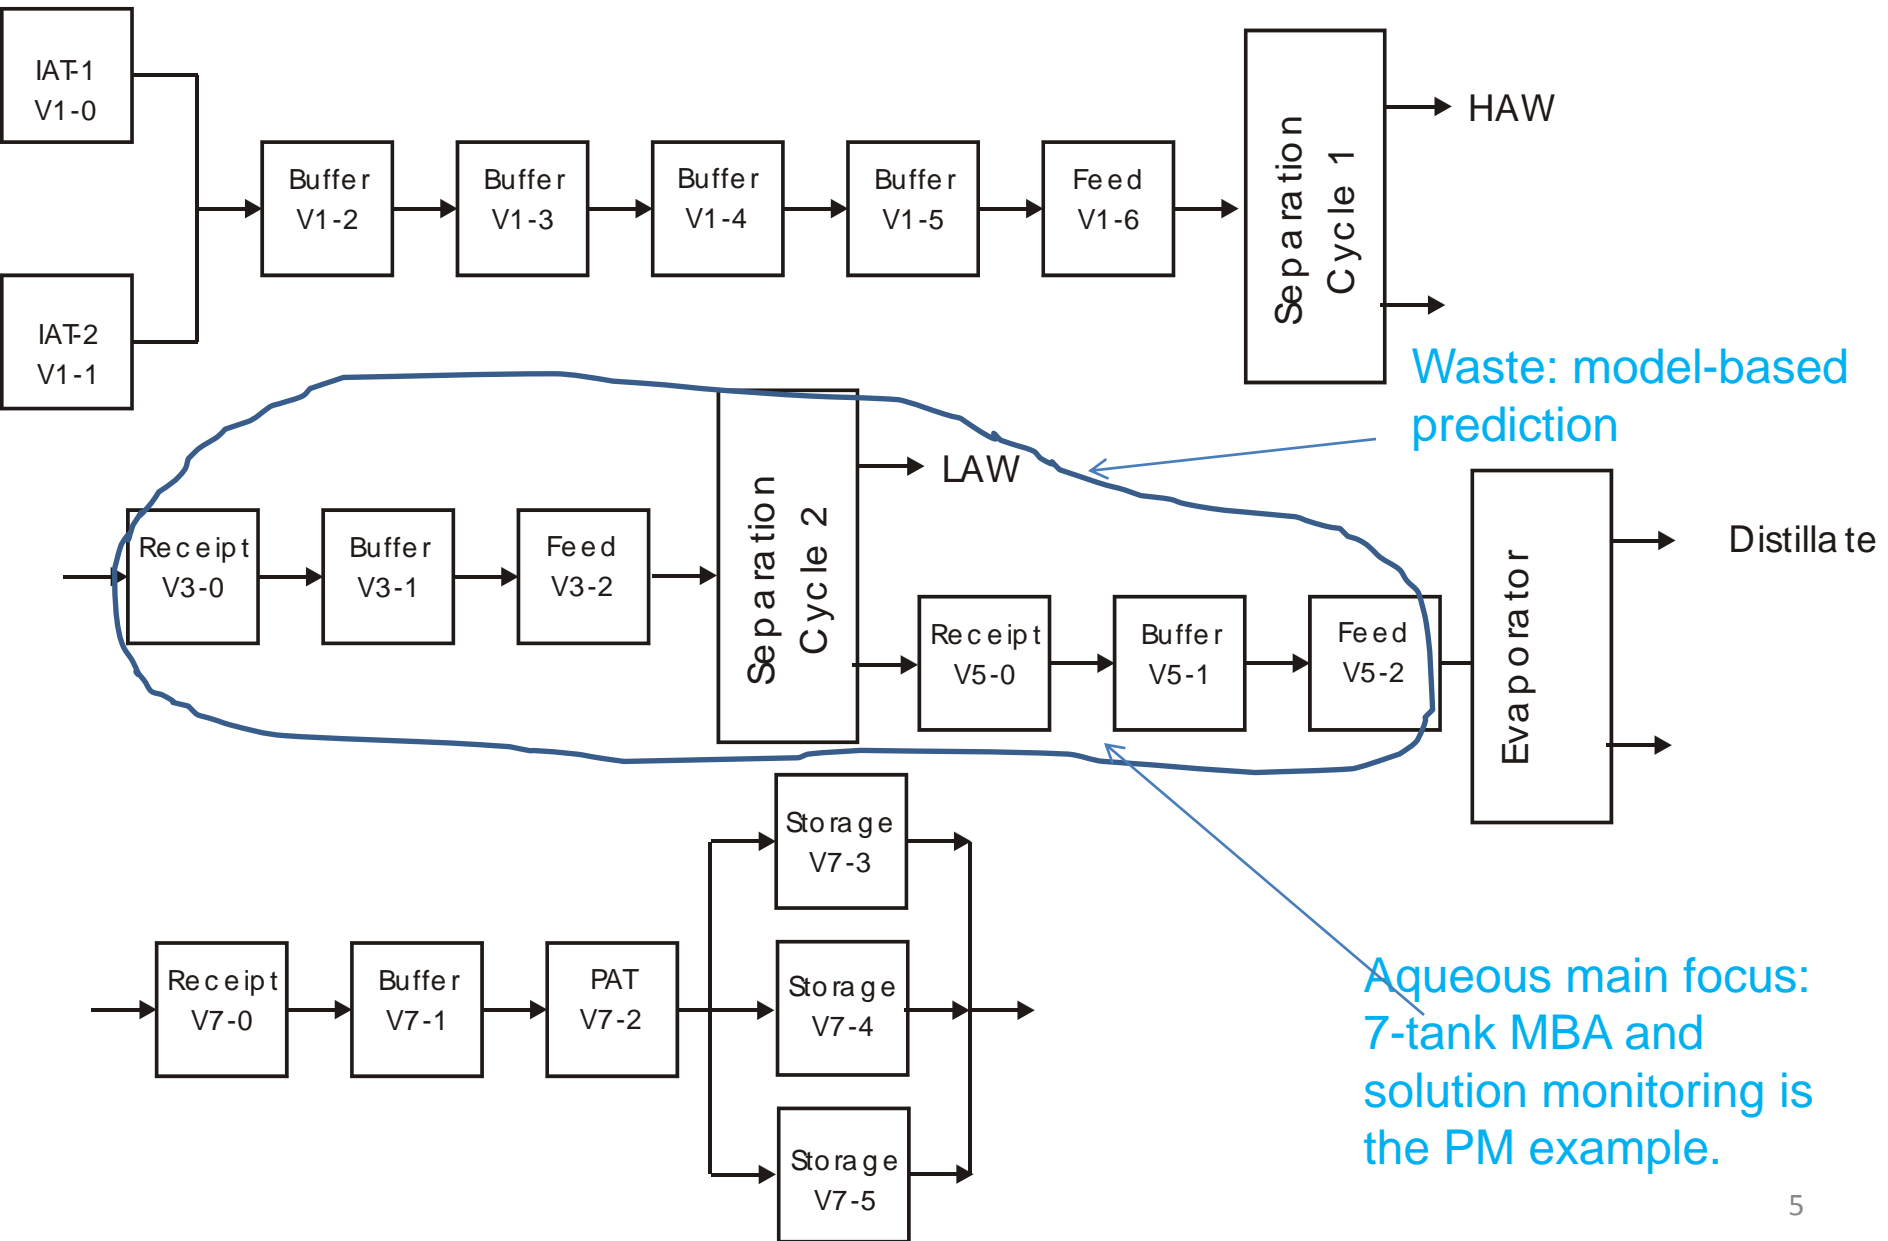 IAT-1
V1-0
HAW
Buffer
V1-2
Buffer
V1-3
Buffer
V1-4
Buffer
V1-5
Feed
V1-6
Separation
Cycle 1
IAT-2
V1-1
Waste: model-based
prediction
LAW
Receipt
V3-0
Buffer
V3-1
Feed
V3-2
Separation
Cycle 2
Receipt
V5-0
Buffer
V5-1
Feed
V5-2
Evaporator
Distillate
Storage
V7-3
Receipt
V7-0
Buffer
V7-1
PAT
V7-2
Storage
V7-4
Storage
V7-5
Aqueous main focus:
7-tank MBA and
solution monitoring is
the PM example.
5